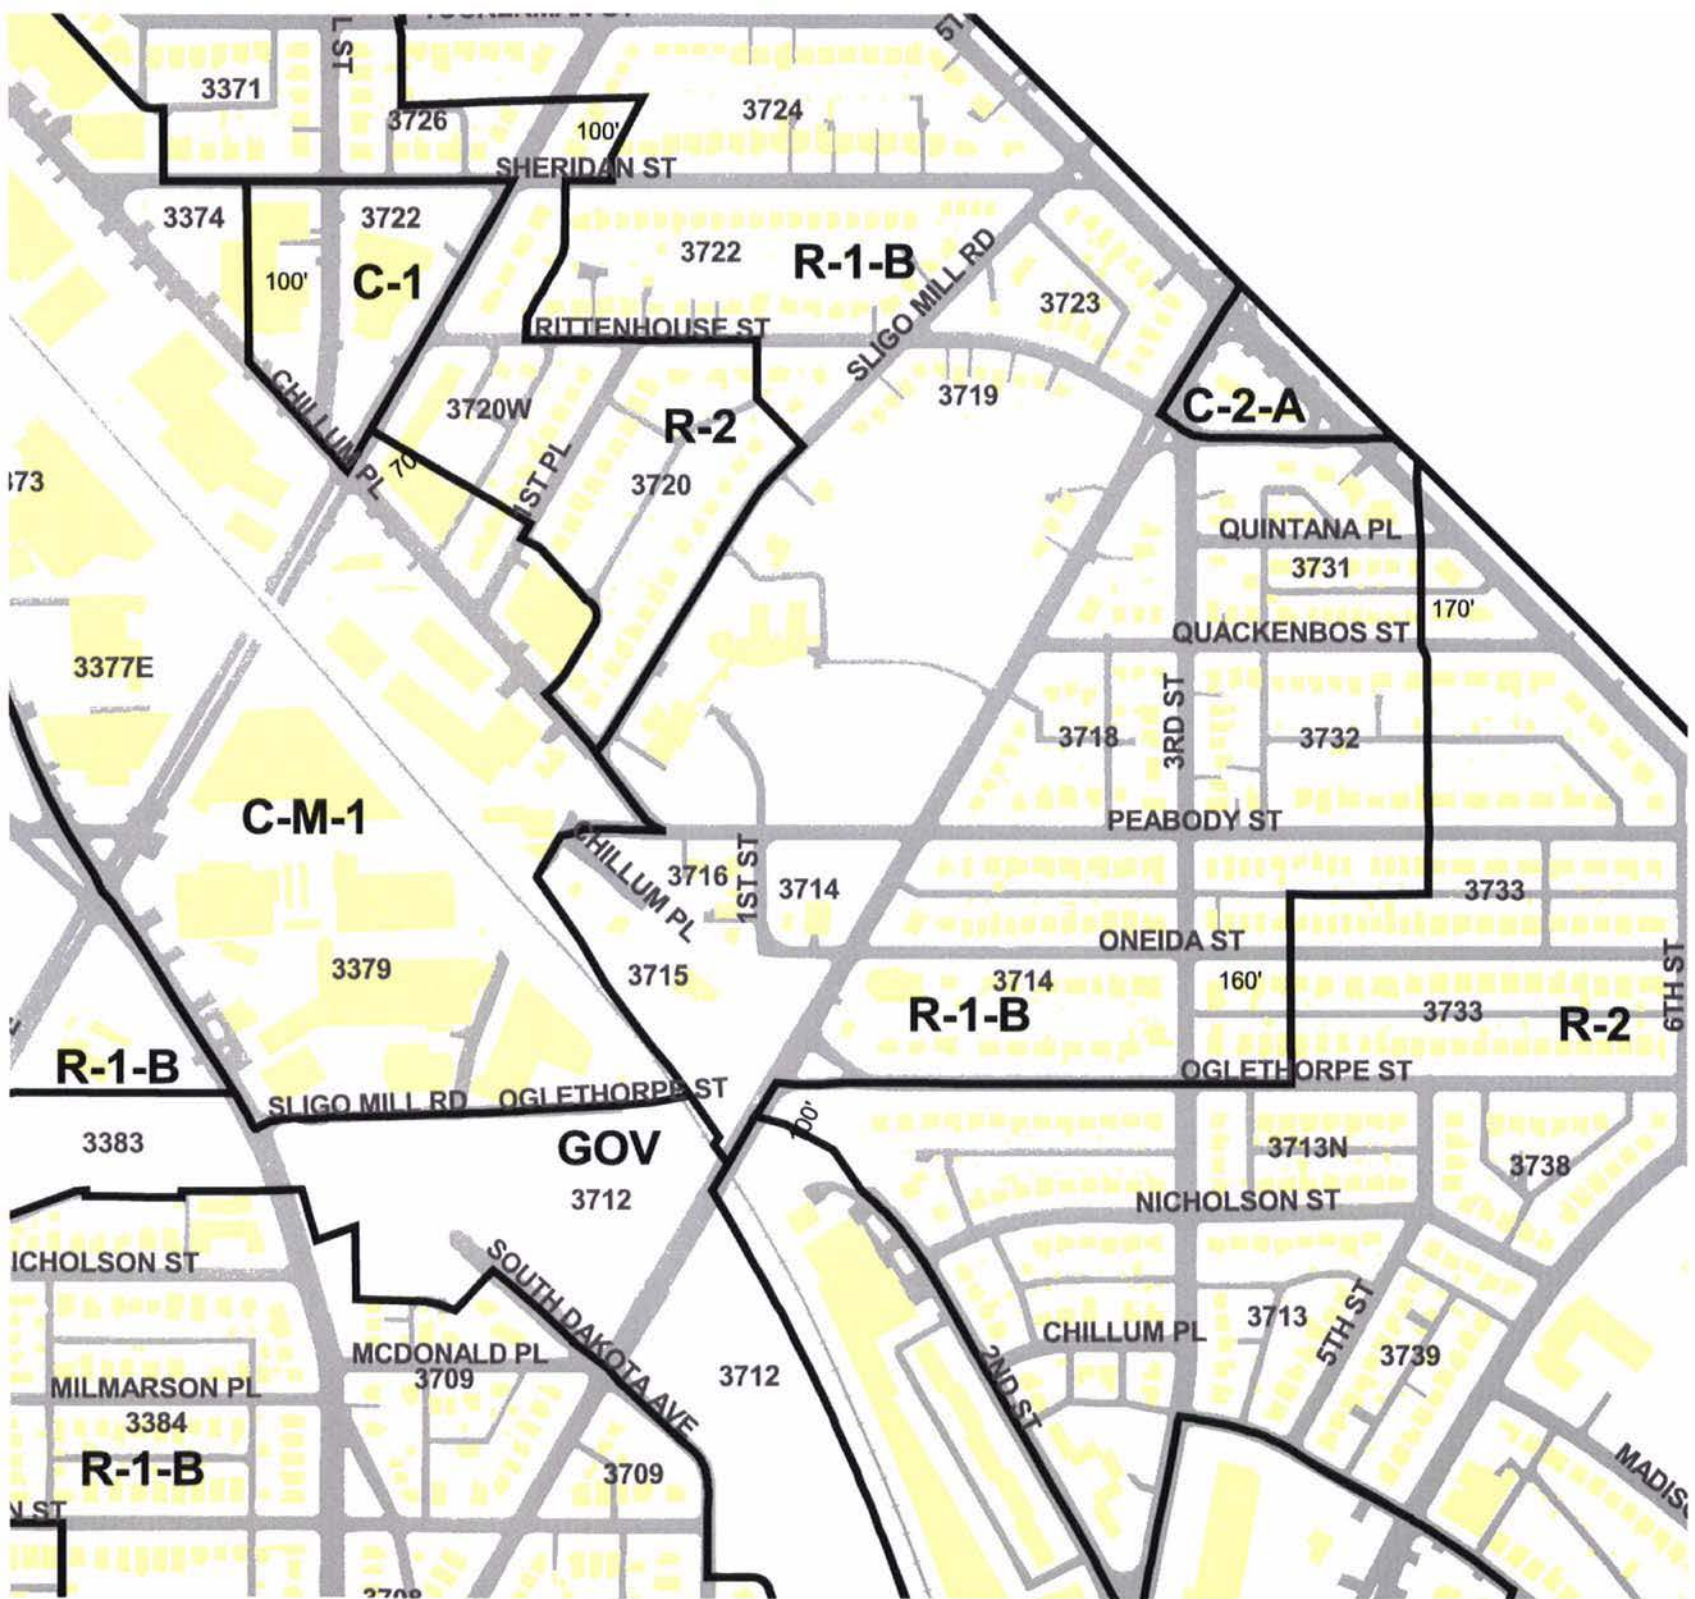 L ST
3371
3726
100'
3724
SHERIDAN ST
3374
3722
3722
R-1-B
100'
C-1
SLIGO MILL RD
3723
RITTENHOUSE ST
CHILLUM PL
3720W
R-2
3719
C-2-A
70'
1ST PL
3720
QUINTANA PL
3731
170'
QUACKENBOS ST
3377E
3718
3RD ST
3732
C-M-1
PEABODY ST
CHILLUM PL
3716
1ST ST
3714
3733
ONEIDA ST
3379
3715
3714
160'
R-1-B
3733
R-2
6TH ST
R-1-B
OGLETHORPE ST
SLIGO MILL RD
OGLETHORPE ST
3383
GOV
3713N
3738
3712
NICHOLSON ST
ICHOLSON ST
SOUTH DAKOTA AVE
3713
5TH ST
CHILLUM PL
MCDONALD PL
3709
3739
MILMARSON PL
3712
2ND ST
3384
R-1-B
3709
MADIS
N ST